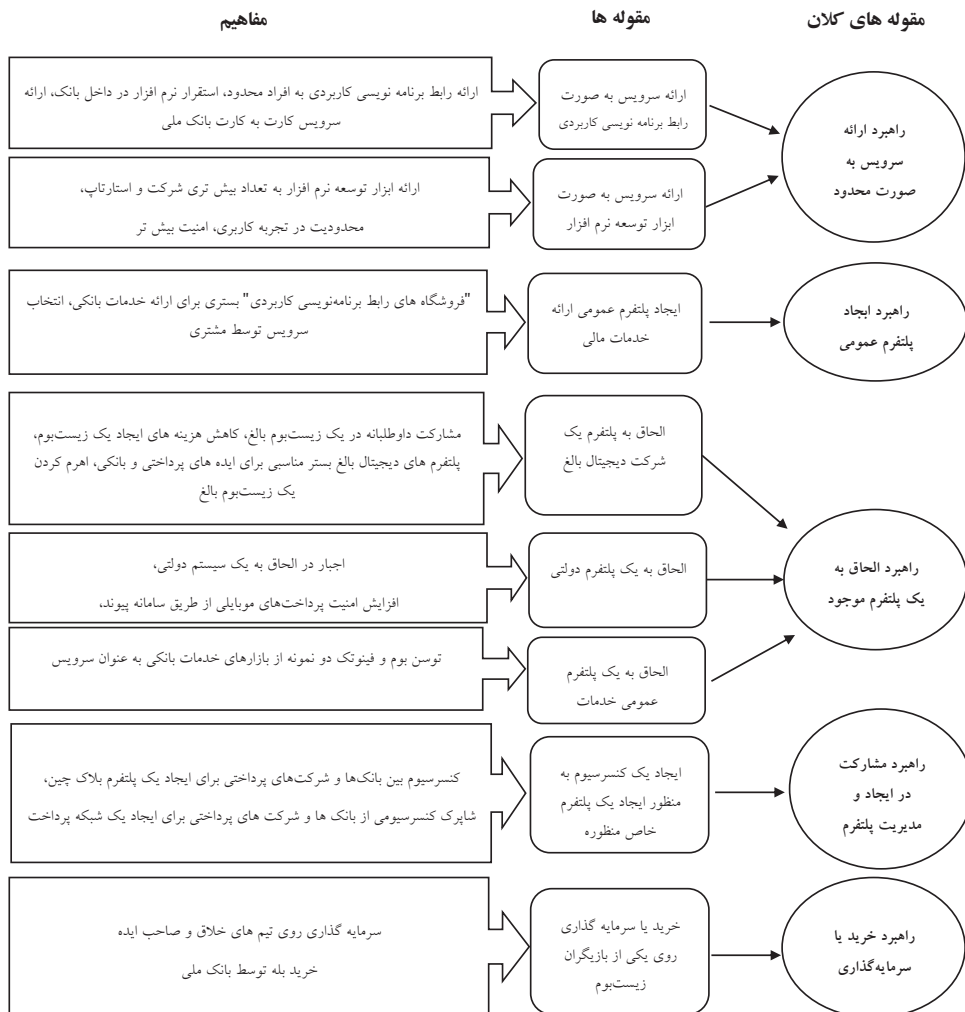 مقوله های کلان
مقوله ها
مفاهیم
راهبرد ارائه
سرویس به
صورت محدود
ارائه سرویس به صورت
رابط برنامه نویسی کاربردی
ارائه رابط برنامه نویسی کاربردی به افراد محدود، استقرار نرم افزار در داخل بانک، ارائه
سرویس کارت به کارت بانک ملی
ارائه سرویس به صورت
ابزار توسعه نرم افزار
ارائه ابزار توسعه نرم افزار به تعداد بیش تری شرکت و استارتاپ،
محدودیت در تجربه کاربری، امنیت بیش تر
راهبرد ایجاد
پلتفرم عمومی
ایجاد پلتفرم عمومی ارائه
خدمات مالی
"فروشگاه های رابط برنامه‌نویسی کاربردی" بستری برای ارائه خدمات بانکی، انتخاب
سرویس توسط مشتری
راهبرد الحاق به
یک پلتفرم موجود
الحاق به پلتفرم یک
شرکت دیجیتال بالغ
مشارکت داوطلبانه در یک زیست‌بوم بالغ، کاهش هزینه های ایجاد یک زیست‌بوم،
پلتفرم های دیجیتال بالغ بستر مناسبی برای ایده های پرداختی و بانکی، اهرم کردن
یک زیست‌بوم بالغ
الحاق به یک پلتفرم دولتی
اجبار در الحاق به یک سیستم دولتی،
افزایش امنیت پرداخت‌های موبایلی از طریق سامانه پیوند،
الحاق به یک پلتفرم
عمومی خدمات
توسن بوم و فینوتک دو نمونه از بازارهای خدمات بانکی به عنوان سرویس
راهبرد مشارکت
در ایجاد و
مدیریت پلتفرم
ایجاد یک کنسرسیوم به
منظور ایجاد یک پلتفرم
خاص منظوره
کنسرسیوم بین بانک‌ها و شرکت‌های پرداختی برای ایجاد یک پلتفرم بلاک چین،
شاپرک کنسرسیومی از بانک ها و شرکت های پرداختی برای ایجاد یک شبکه پرداخت
راهبرد خرید یا
سرمایه‌گذاری
خرید یا سرمایه گذاری
روی یکی از بازیگران
زیست‌بوم
سرمایه گذاری روی تیم های خلاق و صاحب ایده
خرید بله توسط بانک ملی